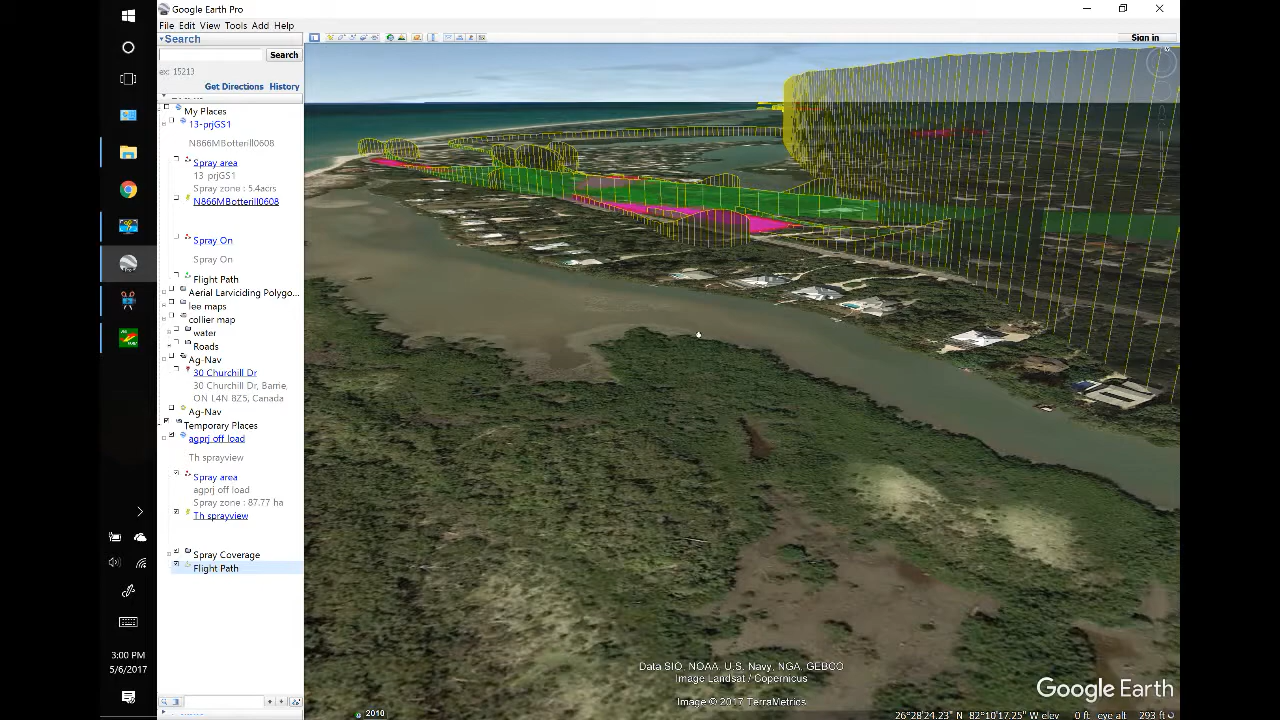 Google Earth Pro
File Edit View Tools Add Help
Search
Search
ex: 15213
Get Directions History
Sign in
My Places
13-prjGS1
N866MBotterill0608
Spray area
13-prjGS1
Spray zone : 5.4acrs
N866MBotterill0608
Spray On
Spray On
Flight Path
Aerial Larviciding Polygo...
lee maps
collier map
water
Roads
Ag-Nav
30 Churchill Dr
30 Churchill Dr, Barrie,
ON L4N 8Z5, Canada
Ag-Nav
Temporary Places
agprj off load
Th sprayview
Spray area
agprj off load
Spray zone : 87.77 ha
Th sprayview
Spray Coverage
Flight Path
3:00 PM
5/6/2017
Data SIO, NOAA, U.S. Navy, NGA, GEBCO
Image Landsat / Copernicus
Image © 2017 TerraMetrics
Google Earth
2010
26°28'24.23" N 82°10'17.25" W elev 0 ft eye alt 293 ft